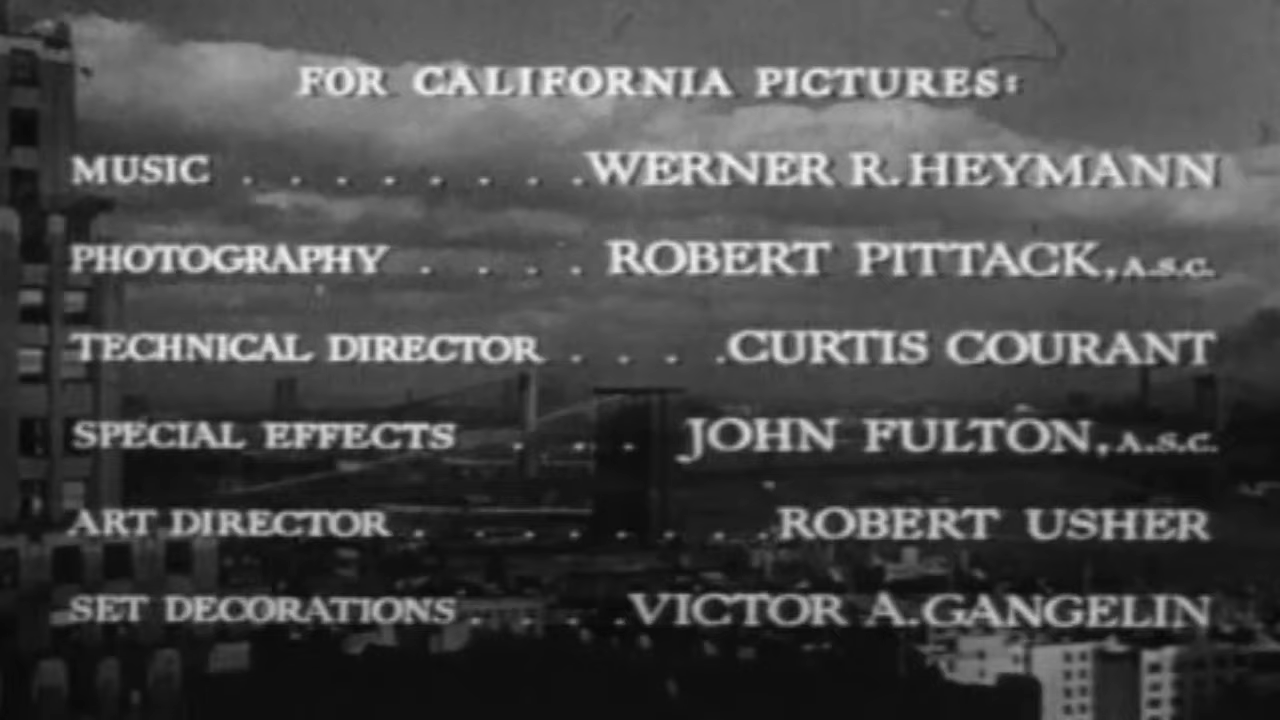 FOR CALIFORNIA PICTURES:
MUSIC . . . . . . . . WERNER R. HEYMANN
PHOTOGRAPHY . . . . ROBERT PITTACK, A.S.C.
TECHNICAL DIRECTOR . . . . CURTIS COURANT
SPECIAL EFFECTS . . . JOHN FULTON, A.S.C.
ART DIRECTOR . . . . . . . . ROBERT USHER
SET DECORATIONS . . . . VICTOR A. GANGELIN